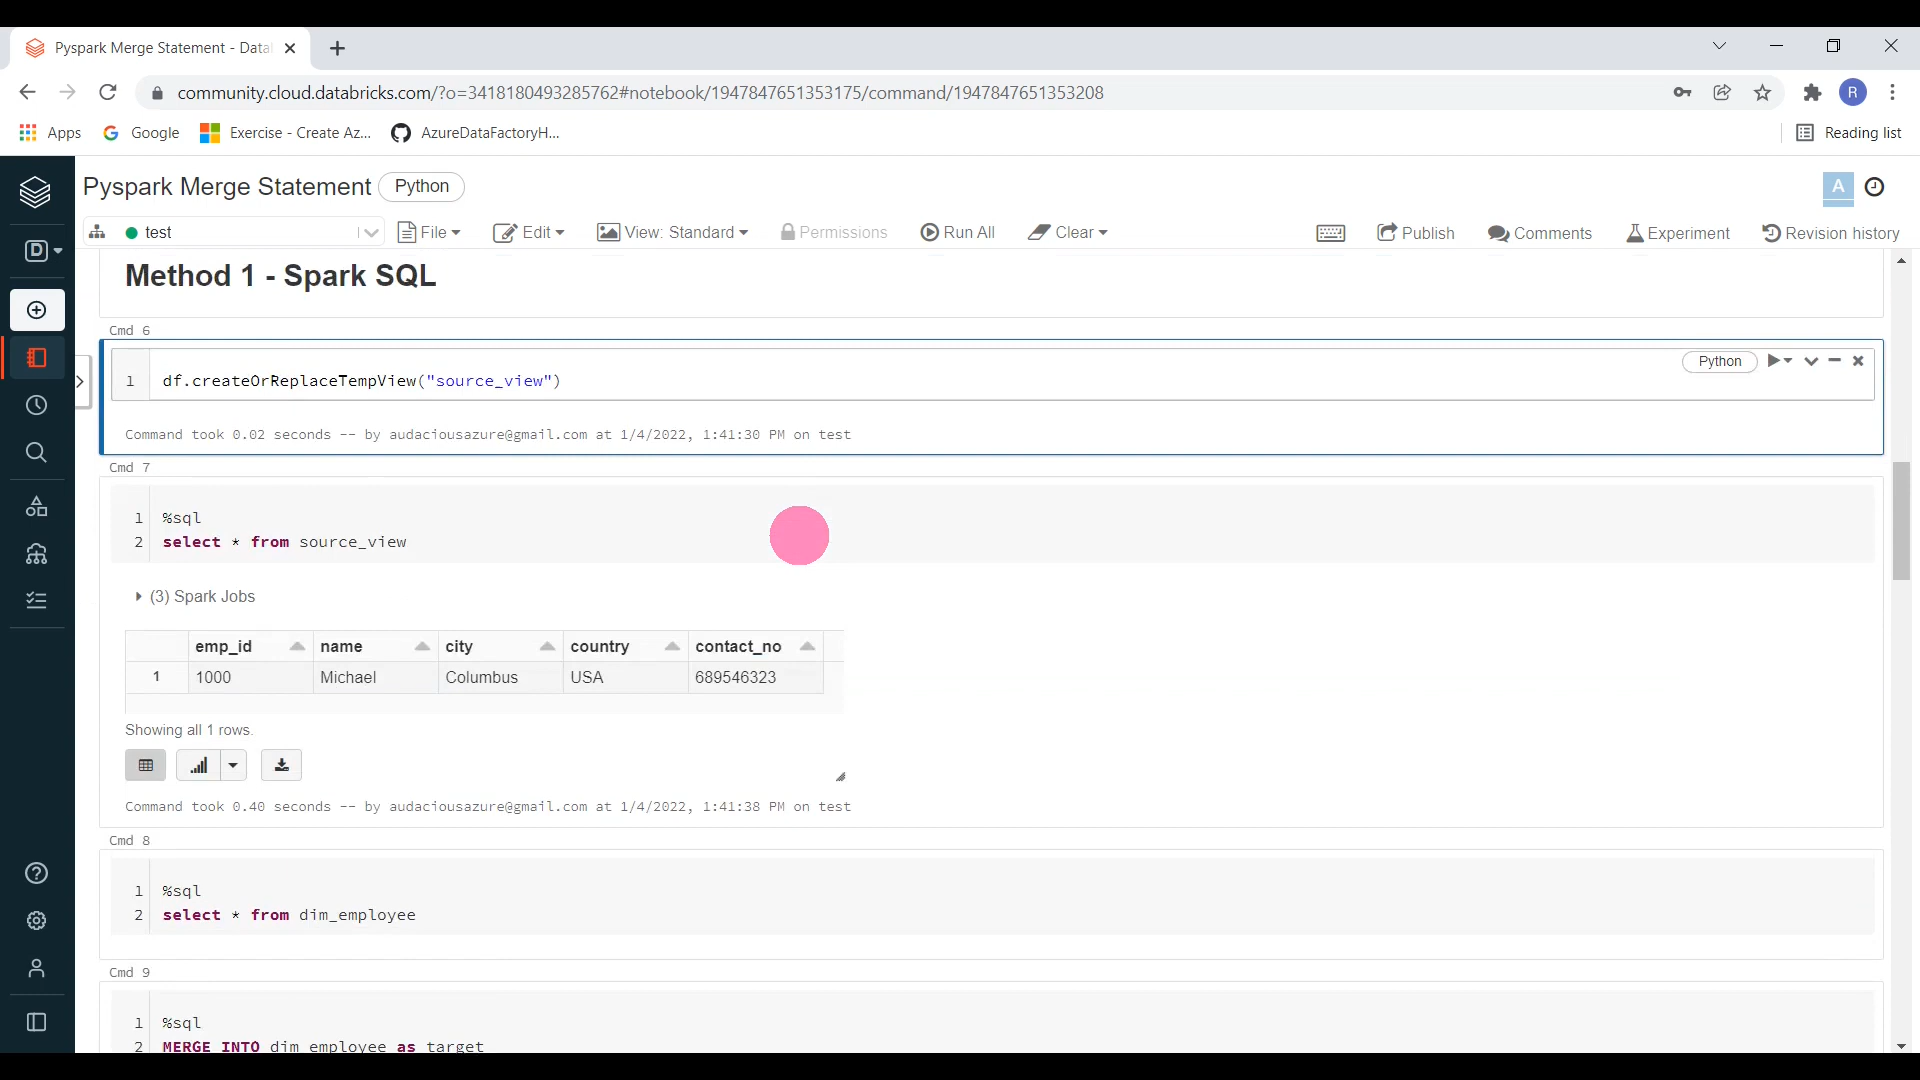 Pyspark Merge Statement - Data
community.cloud.databricks.com/?o=3418180493285762#notebook/1947847651353175/command/1947847651353208
R
Apps
Google
Exercise - Create Az...
AzureDataFactoryH...
Reading list
Pyspark Merge Statement
Python
A
D
test
File
Edit
View: Standard
Permissions
Run All
Clear
Publish
Comments
Experiment
Revision history
Method 1 - Spark SQL
Cmd 6
Python
1 df.createOrReplaceTempView("source_view")
Command took 0.02 seconds -- by audaciousazure@gmail.com at 1/4/2022, 1:41:30 PM on test
Cmd 7
1 %sql
2 select * from source_view
(3) Spark Jobs
emp_id name city country contact_no
1 1000 Michael Columbus USA 689546323
Showing all 1 rows.
Command took 0.40 seconds -- by audaciousazure@gmail.com at 1/4/2022, 1:41:38 PM on test
Cmd 8
1 %sql
2 select * from dim_employee
Cmd 9
1 %sql
2 MERGE INTO dim_employee as target